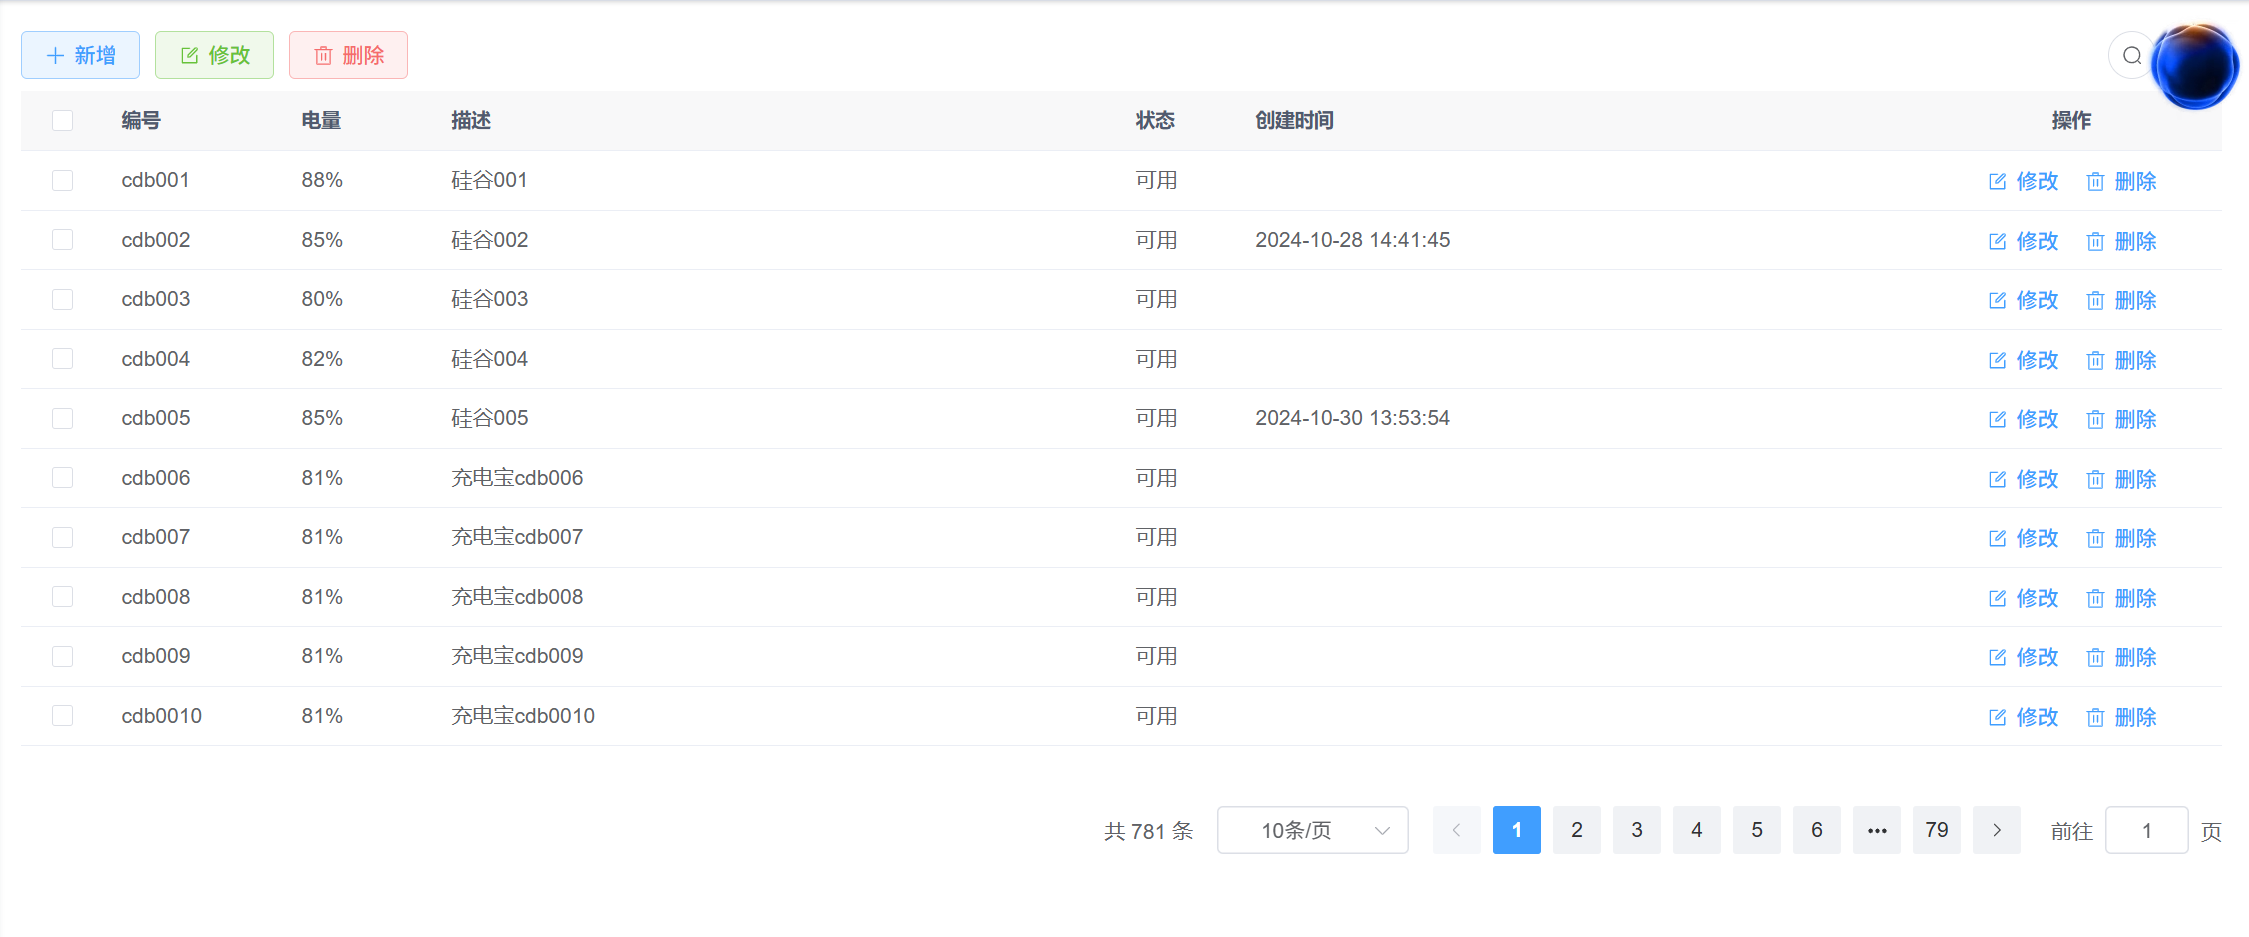 新增 修改 删除
编号 电量 描述 状态 创建时间 操作
cdb001 88% 硅谷001 可用 修改 删除
cdb002 85% 硅谷002 可用 2024-10-28 14:41:45 修改 删除
cdb003 80% 硅谷003 可用 修改 删除
cdb004 82% 硅谷004 可用 修改 删除
cdb005 85% 硅谷005 可用 2024-10-30 13:53:54 修改 删除
cdb006 81% 充电宝cdb006 可用 修改 删除
cdb007 81% 充电宝cdb007 可用 修改 删除
cdb008 81% 充电宝cdb008 可用 修改 删除
cdb009 81% 充电宝cdb009 可用 修改 删除
cdb0010 81% 充电宝cdb0010 可用 修改 删除
共 781 条 10条/页 1 2 3 4 5 6 ••• 79 前往 1 页